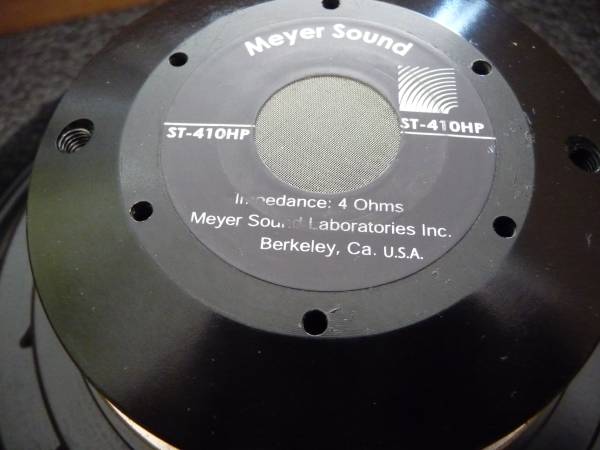 Meyer Sound
ST-410HP ST-410HP
Impedance: 4 Ohms
Meyer Sound Laboratories Inc.
Berkeley, Ca. U.S.A.